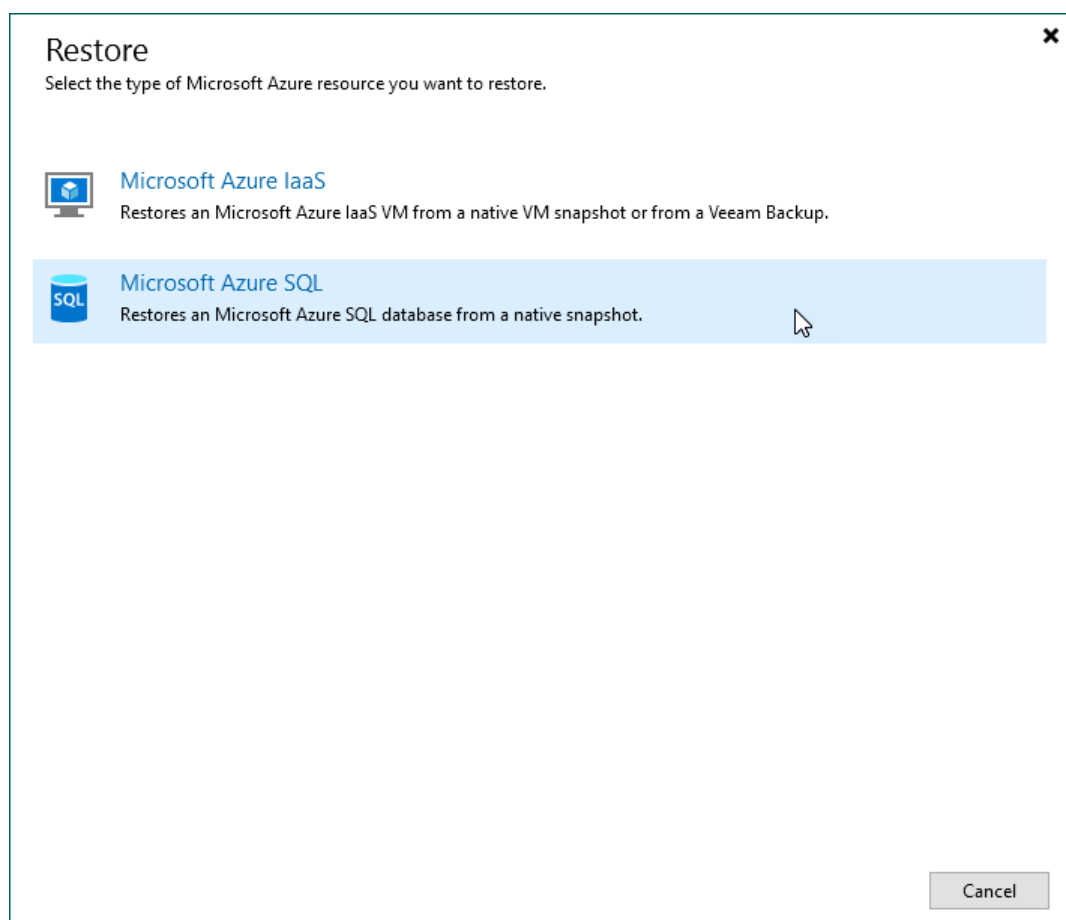 Restore
Select the type of Microsoft Azure resource you want to restore.
Microsoft Azure IaaS
Restores an Microsoft Azure IaaS VM from a native VM snapshot or from a Veeam Backup.
SQL
Microsoft Azure SQL
Restores an Microsoft Azure SQL database from a native snapshot.
Cancel